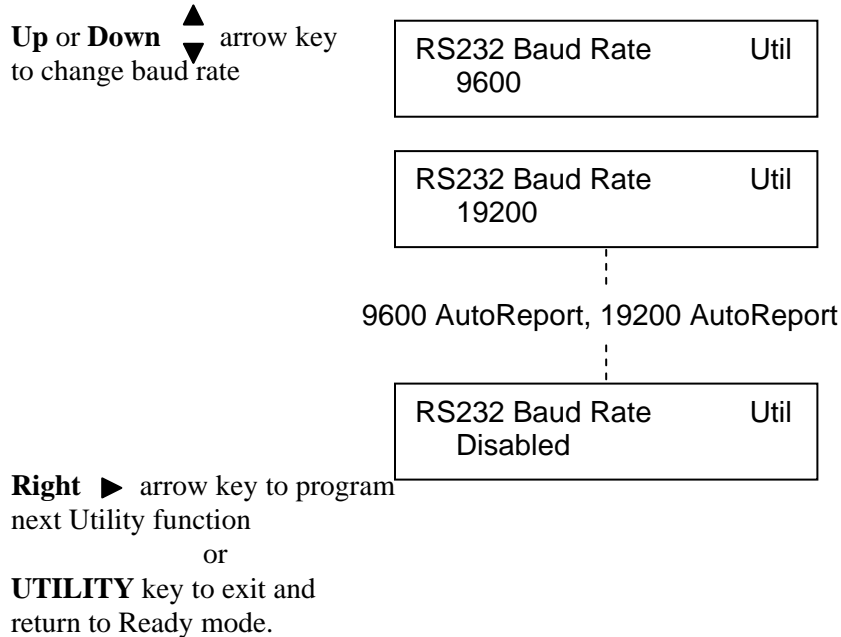 Up or Down ▲▼ arrow key
to change baud rate
RS232 Baud Rate Util
9600
RS232 Baud Rate Util
19200
9600 AutoReport, 19200 AutoReport
RS232 Baud Rate Util
Disabled
Right ► arrow key to program
next Utility function
or
UTILITY key to exit and
return to Ready mode.